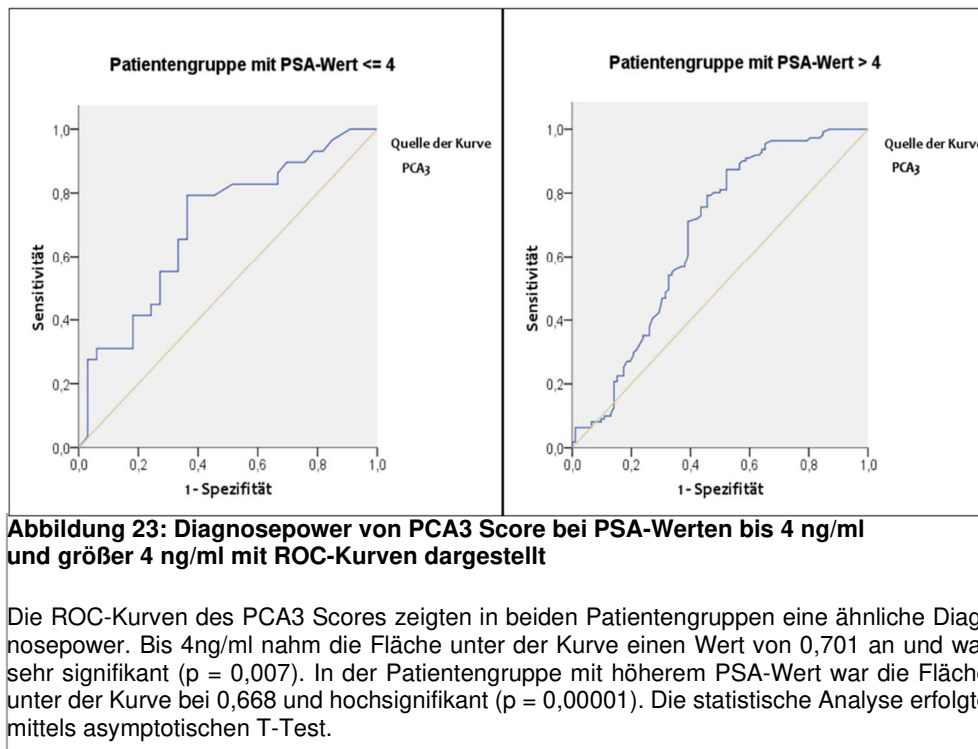 Patientengruppe mit PSA-Wert <= 4
1,0
0,8
0,6
0,4
0,2
0,0
Sensitivität
0,0 0,2 0,4 0,6 0,8 1,0
1- Spezifität
Quelle der Kurve
PCA3
Patientengruppe mit PSA-Wert > 4
1,0
0,8
0,6
0,4
0,2
0,0
Sensitivität
0,0 0,2 0,4 0,6 0,8 1,0
1- Spezifität
Quelle der Kurve
PCA3
Abbildung 23: Diagnosepower von PCA3 Score bei PSA-Werten bis 4 ng/ml
und größer 4 ng/ml mit ROC-Kurven dargestellt
Die ROC-Kurven des PCA3 Scores zeigten in beiden Patientengruppen eine ähnliche Diag
nosepower. Bis 4ng/ml nahm die Fläche unter der Kurve einen Wert von 0,701 an und wa
sehr signifikant (p = 0,007). In der Patientengruppe mit höherem PSA-Wert war die Fläche
unter der Kurve bei 0,668 und hochsignifikant (p = 0,00001). Die statistische Analyse erfolgte
mittels asymptotischen T-Test.